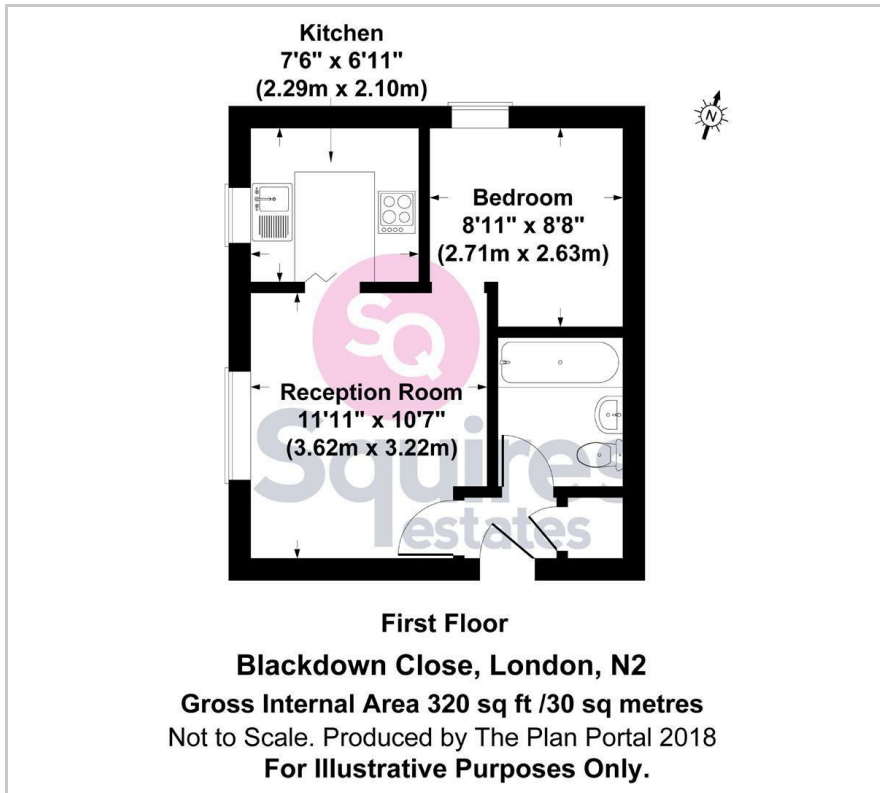 Kitchen
7'6" x 6'11"
(2.29m x 2.10m)
N
Bedroom
8'11" x 8'8"
(2.71m x 2.63m)
SQ
Reception Room
11'11" x 10'7"
(3.62m x 3.22m)
Squires
estates
First Floor
Blackdown Close, London, N2
Gross Internal Area 320 sq ft /30 sq metres
Not to Scale. Produced by The Plan Portal 2018
For Illustrative Purposes Only.